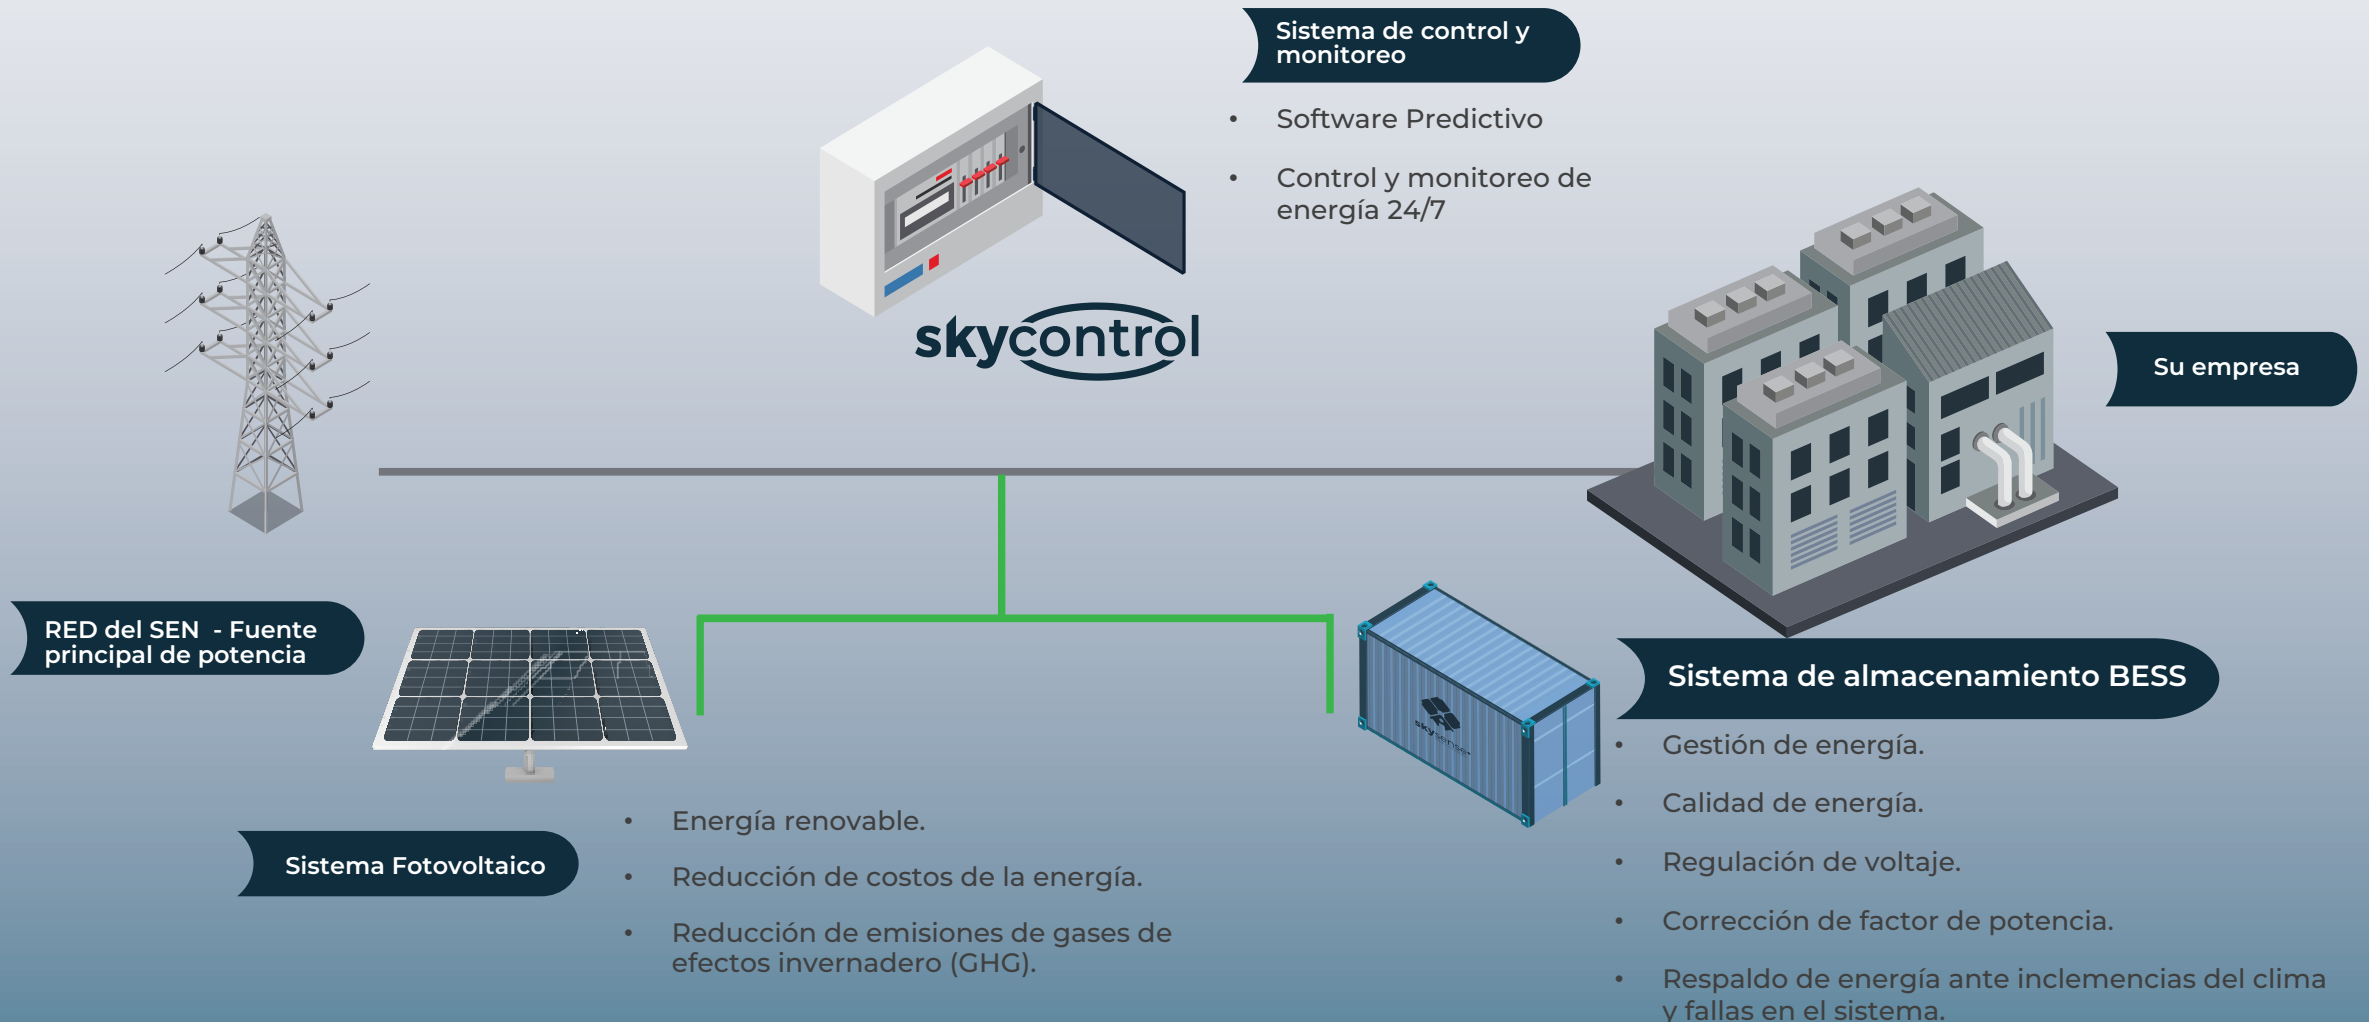 Sistema de control y
monitoreo
• Software Predictivo
• Control y monitoreo de
energía 24/7
skycontrol
Su empresa
RED del SEN - Fuente
principal de potencia
skysense
Sistema de almacenamiento BESS
• Gestión de energía.
• Calidad de energía.
• Regulación de voltaje.
• Corrección de factor de potencia.
• Respaldo de energía ante inclemencias del clima
y fallas en el sistema.
Sistema Fotovoltaico
• Energía renovable.
• Reducción de costos de la energía.
• Reducción de emisiones de gases de
efectos invernadero (GHG).